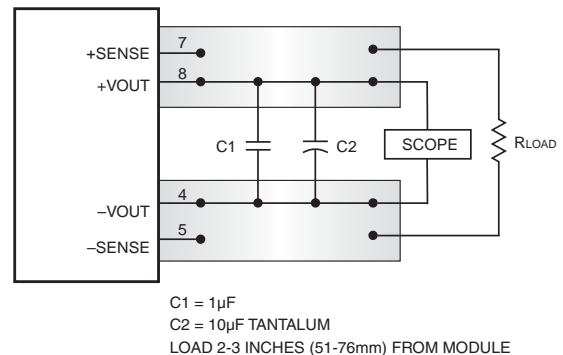 +SENSE 7
+VOUT 8
C1 C2 SCOPE RLOAD
–VOUT 4
–SENSE 5
C1 = 1µF
C2 = 10µF TANTALUM
LOAD 2-3 INCHES (51-76mm) FROM MODULE